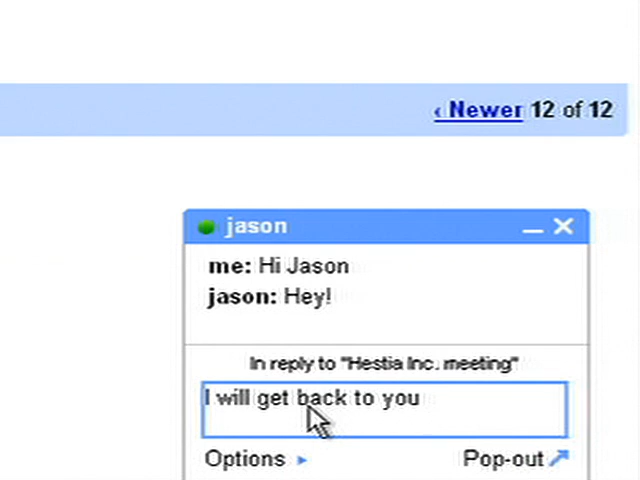 ‹ Newer 12 of 12
jason
me: Hi Jason
jason: Hey!
In reply to "Hestia Inc. meeting"
I will get back to you
Options
Pop-out